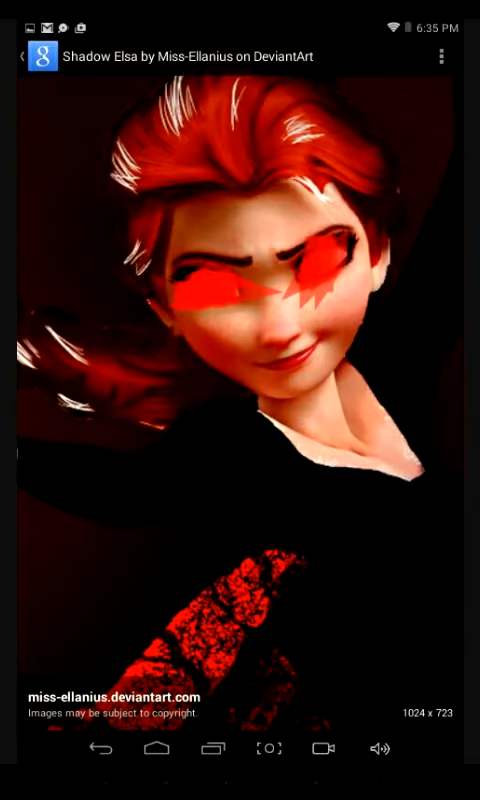 6:35 PM
g Shadow Elsa by Miss-Ellanius on DeviantArt
miss-ellanius.deviantart.com
Images may be subject to copyright. 1024 x 723